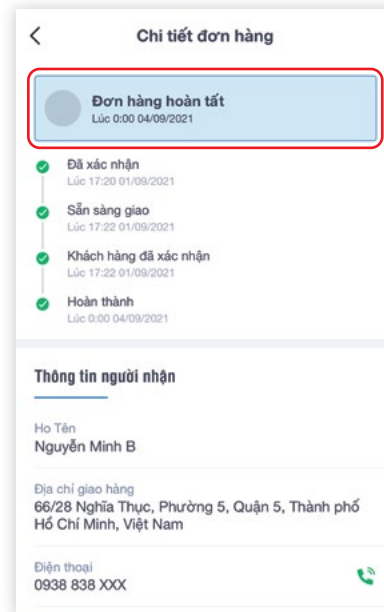 Chi tiết đơn hàng
Đơn hàng hoàn tất
Lúc 0:00 04/09/2021
Đã xác nhận
Lúc 17:20 01/09/2021
Sẵn sàng giao
Lúc 17:22 01/09/2021
Khách hàng đã xác nhận
Lúc 17:22 01/09/2021
Hoàn thành
Lúc 0:00 04/09/2021
Thông tin người nhận
Họ Tên
Nguyễn Minh B
Địa chỉ giao hàng
66/28 Nghĩa Thục, Phường 5, Quận 5, Thành phố
Hồ Chí Minh, Việt Nam
Điện thoại
0938 838 XXX